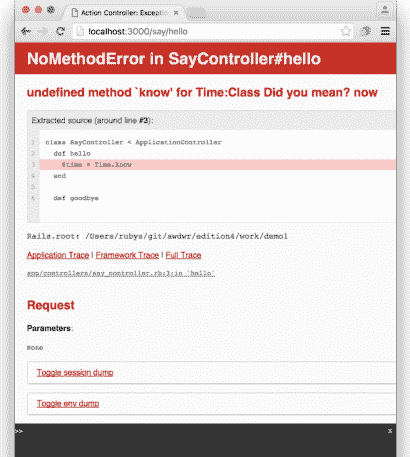 Action Controller: Exceptio
localhost:3000/say/hello
NoMethodError in SayController#hello
undefined method `know' for Time:Class Did you mean? now
Extracted source (around line #3):
1 class SayController < ApplicationController
2 def hello
3 @time = Time.know
4 end
5
6 def goodbye
Rails.root: /Users/rubys/git/awdwr/edition4/work/demo1
Application Trace | Framework Trace | Full Trace
app/controllers/say_controller.rb:3:in `hello'
Request
Parameters:
None
Toggle session dump
Toggle env dump
>> x